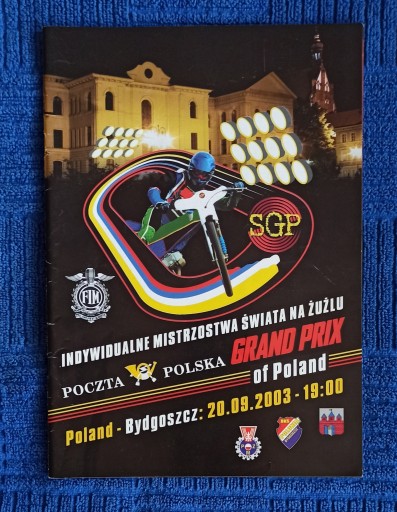 SGP
FIM
INDYWIDUALNE MISTRZOSTWA ŚWIATA NA ŻUŻLU
POCZTA POLSKA GRAND PRIX
of Poland
Poland - Bydgoszcz: 20.09.2003 - 19:00